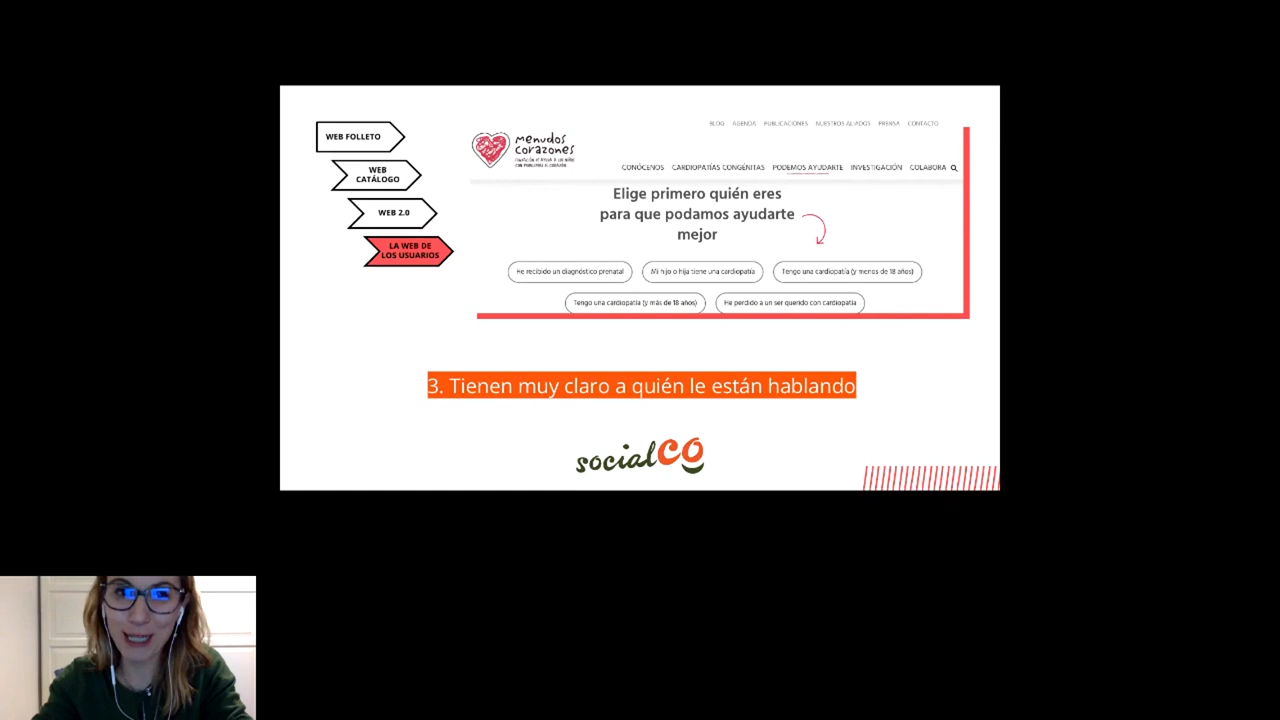 WEB FOLLETO
WEB
CATÁLOGO
WEB 2.0
LA WEB DE
LOS USUARIOS
BLOG AGENDA PUBLICACIONES NUESTROS ALIADOS PRENSA CONTACTO
menudos
corazones
CON PROBLEMAS DE CORAZÓN
CONÓCENOS CARDIOPATÍAS CONGÉNITAS PODEMOS AYUDARTE INVESTIGACIÓN COLABORA
Elige primero quién eres
para que podamos ayudarte
mejor
He recibido un diagnóstico prenatal
Mi hijo o hija tiene una cardiopatía
Tengo una cardiopatía (y menos de 18 años)
Tengo una cardiopatía (y más de 18 años)
He perdido a un ser querido con cardiopatía
3. Tienen muy claro a quién le están hablando
socialco